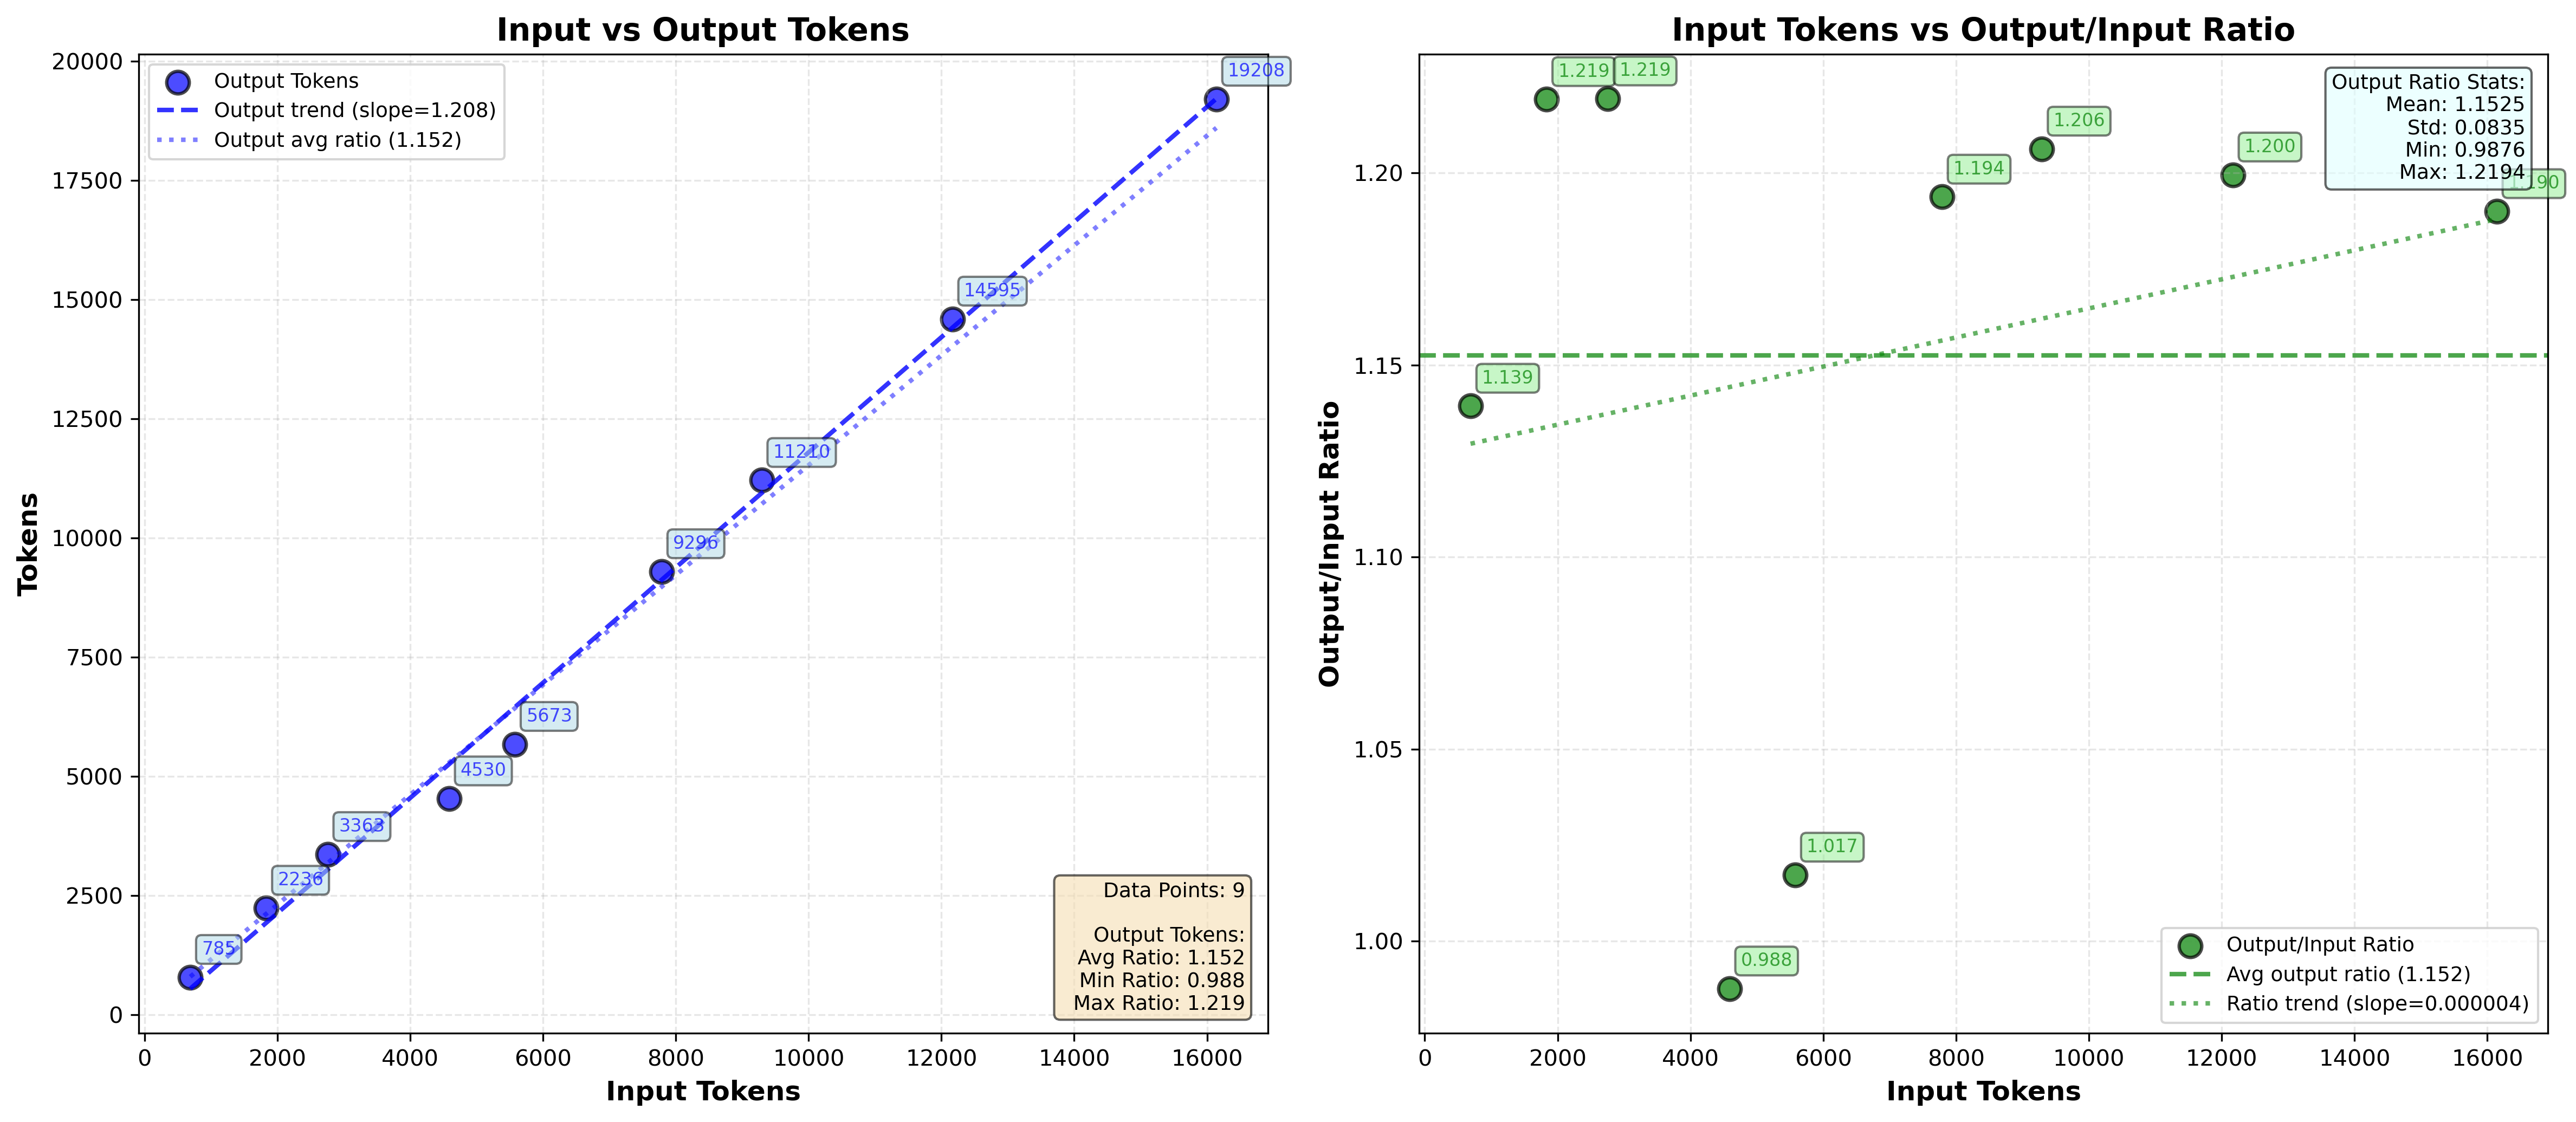 Input vs Output Tokens
20000
17500
15000
12500
10000
7500
5000
2500
0
Tokens
0 2000 4000 6000 8000 10000 12000 14000 16000
Input Tokens
Output Tokens
Output trend (slope=1.208)
Output avg ratio (1.152)
785
2236
3363
4530
5673
9296
11210
14595
19208
Data Points: 9
Output Tokens:
Avg Ratio: 1.152
Min Ratio: 0.988
Max Ratio: 1.219
Input Tokens vs Output/Input Ratio
1.20
1.15
1.10
1.05
1.00
Output/Input Ratio
0 2000 4000 6000 8000 10000 12000 14000 16000
Input Tokens
1.139
1.219
1.219
0.988
1.017
1.194
1.206
1.200
1.190
Output Ratio Stats:
Mean: 1.1525
Std: 0.0835
Min: 0.9876
Max: 1.2194
Output/Input Ratio
Avg output ratio (1.152)
Ratio trend (slope=0.000004)